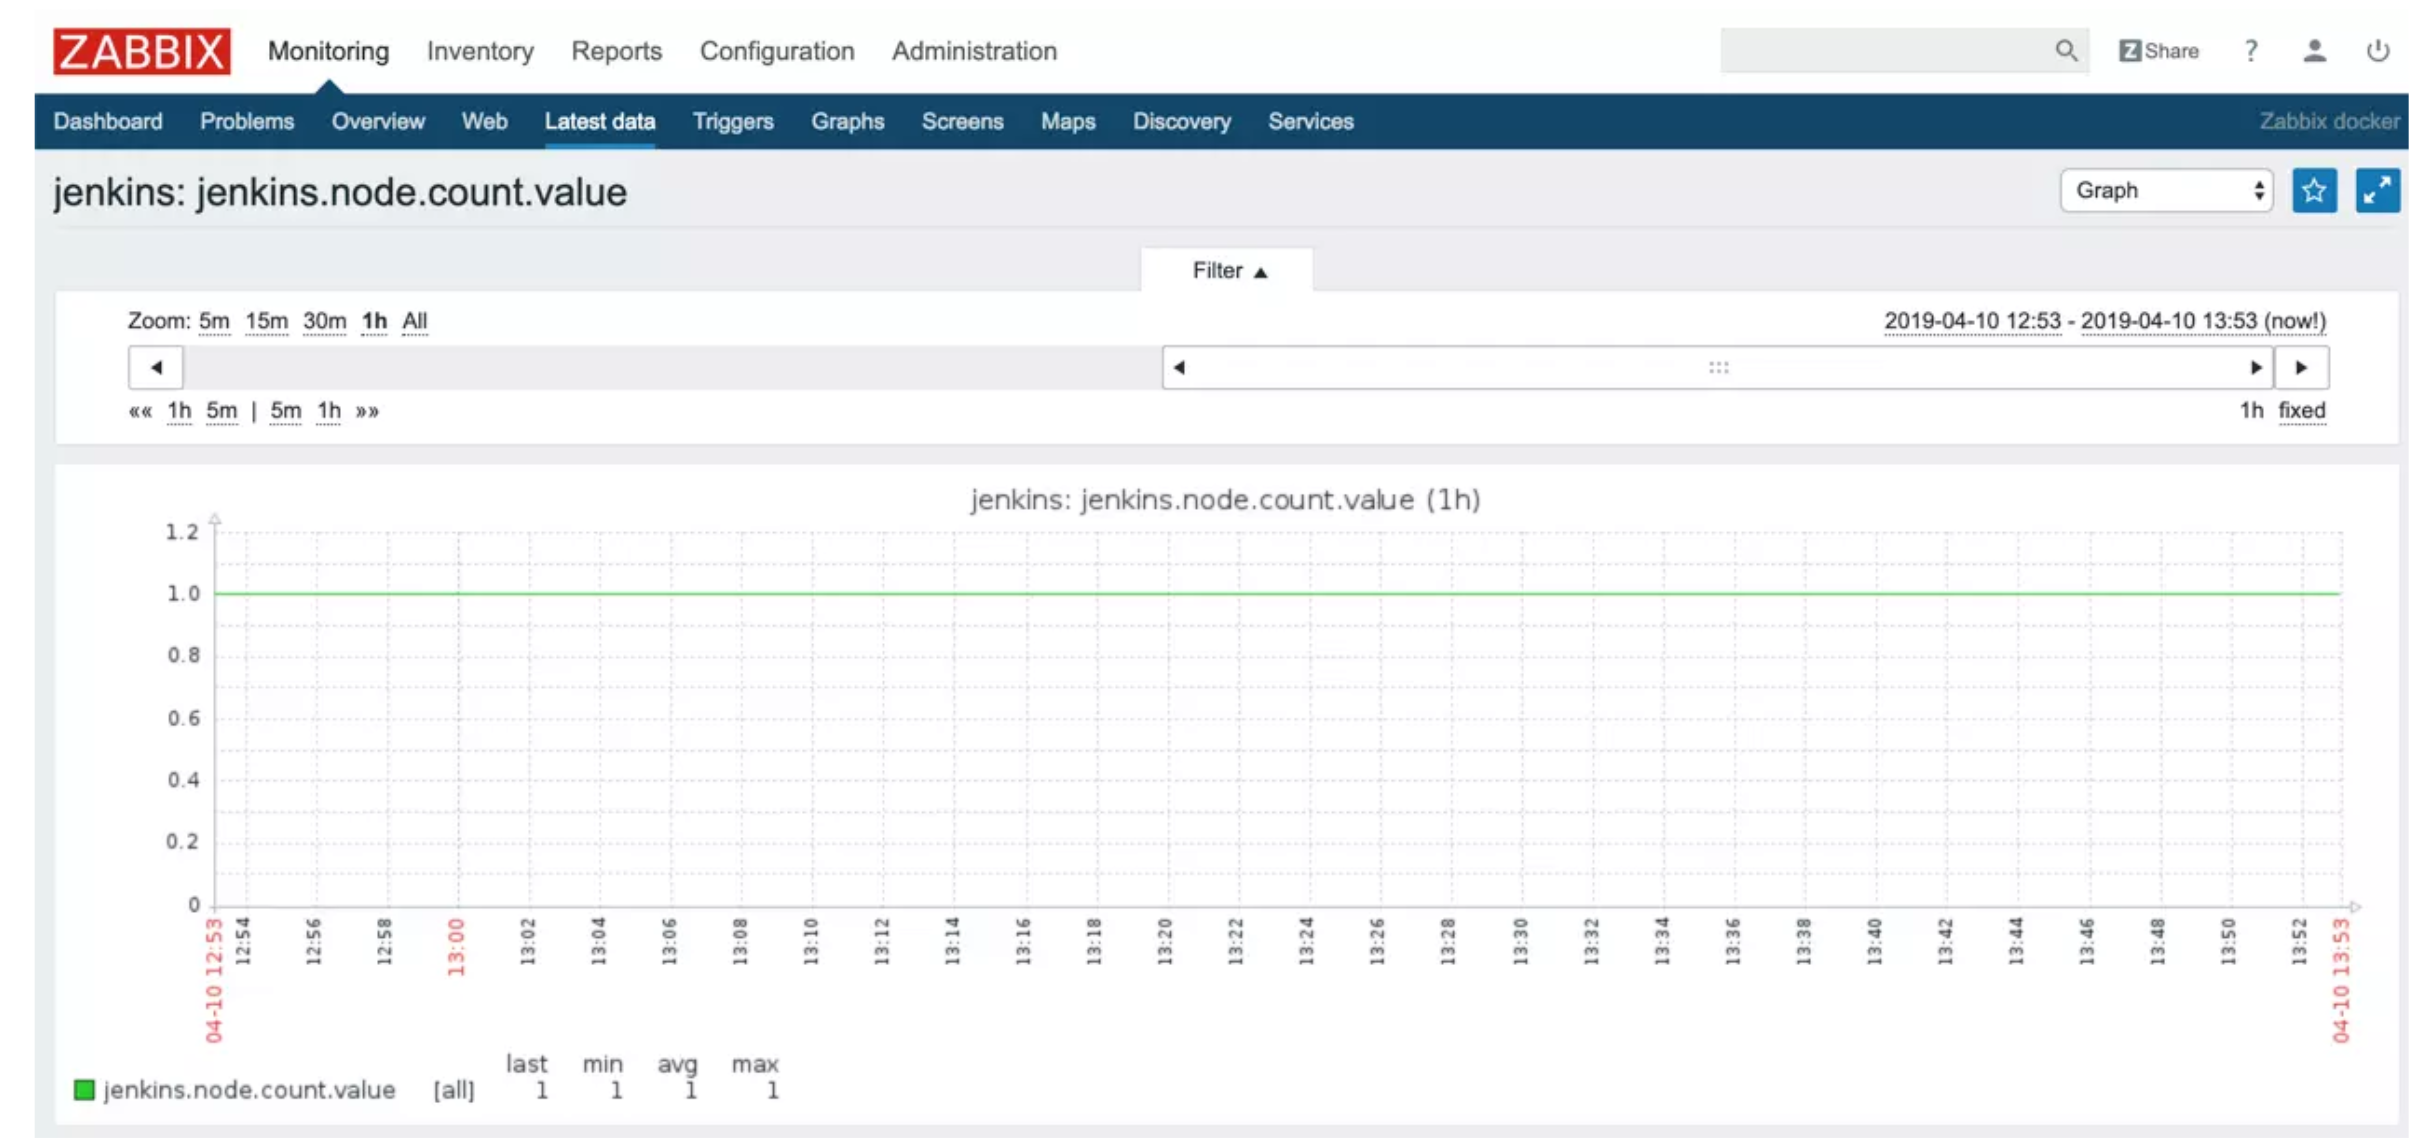 ZABBIX Monitoring Inventory Reports Configuration Administration Z Share ?
Dashboard Problems Overview Web Latest data Triggers Graphs Screens Maps Discovery Services Zabbix docker
jenkins: jenkins.node.count.value Graph
Filter ▲
Zoom: 5m 15m 30m 1h All 2019-04-10 12:53 - 2019-04-10 13:53 (now!)
«« 1h 5m | 5m 1h »» 1h fixed
jenkins: jenkins.node.count.value (1h)
1.2
1.0
0.8
0.6
0.4
0.2
0
04-10 12:53 12:54 12:56 12:58 13:00 13:02 13:04 13:06 13:08 13:10 13:12 13:14 13:16 13:18 13:20 13:22 13:24 13:26 13:28 13:30 13:32 13:34 13:36 13:38 13:40 13:42 13:44 13:46 13:48 13:50 13:52 04-10 13:53
last min avg max
jenkins.node.count.value [all] 1 1 1 1